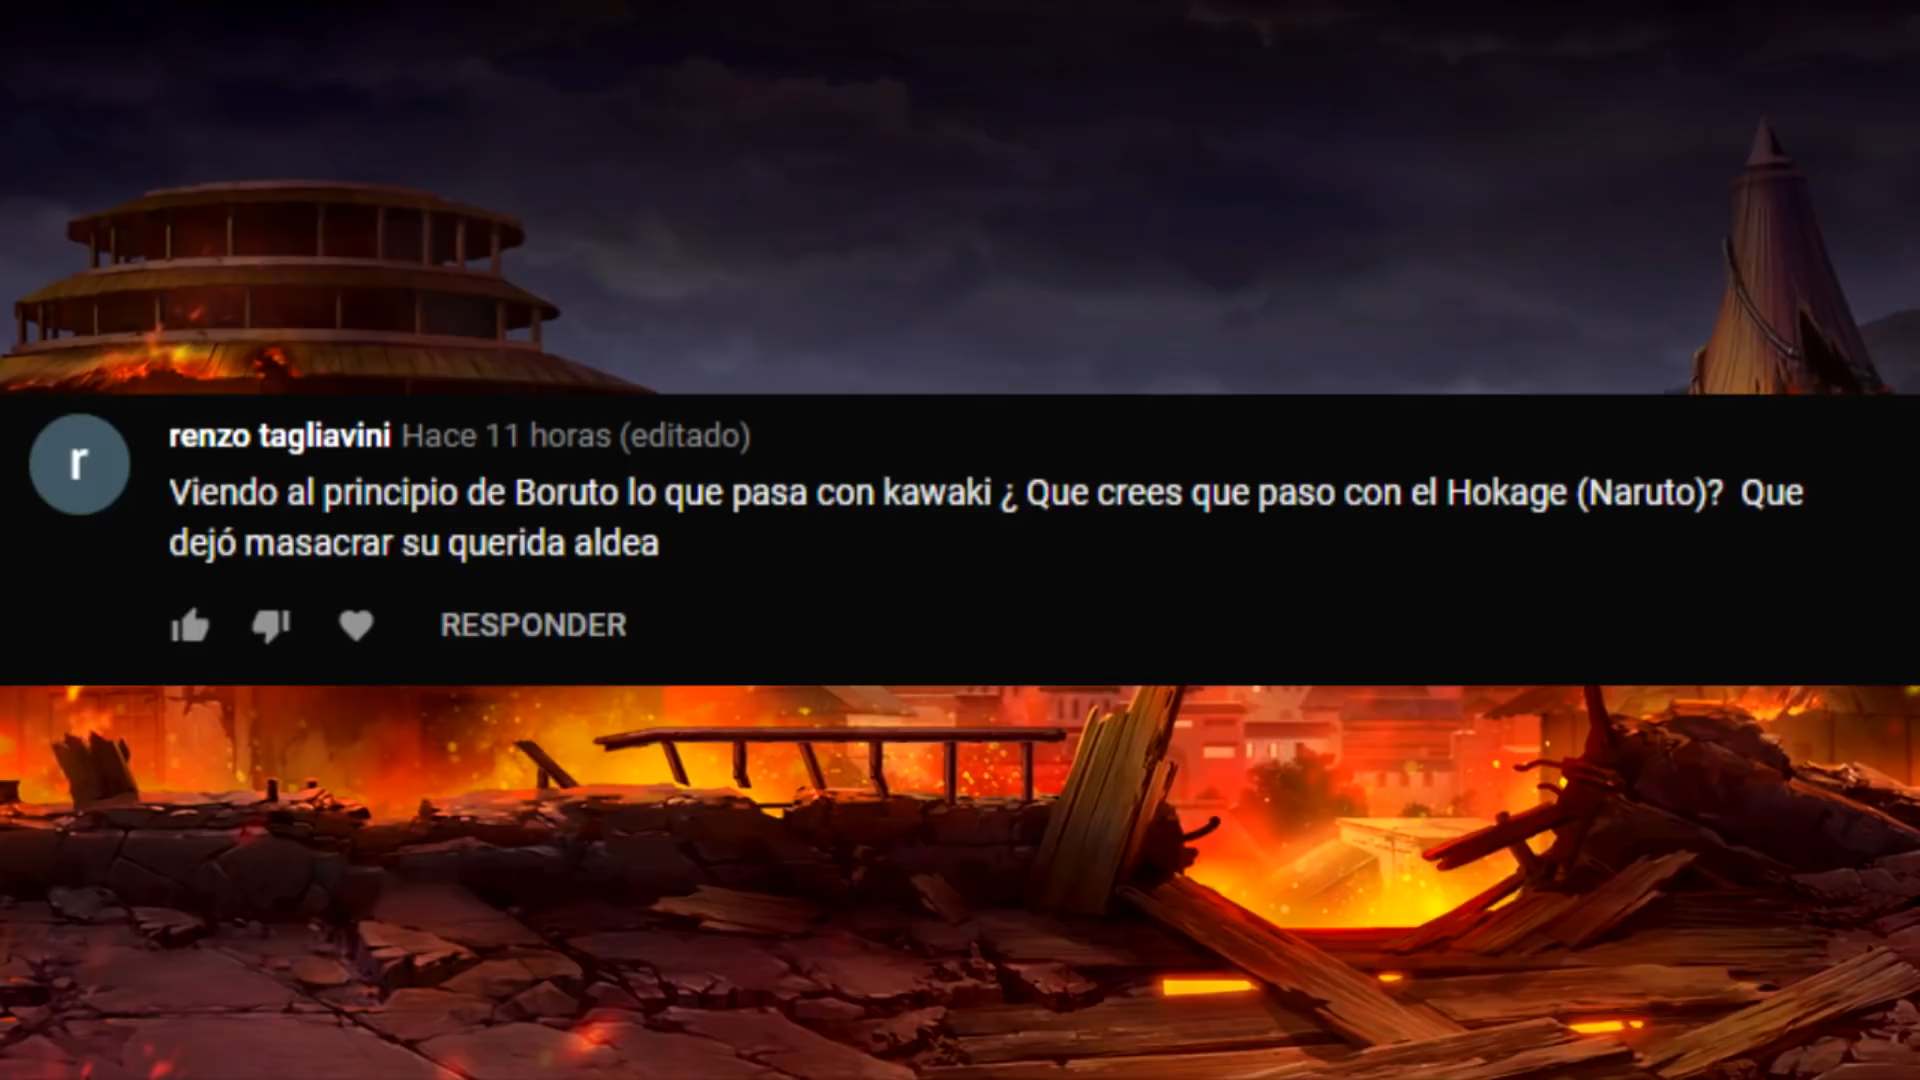 r
renzo tagliavini Hace 11 horas (editado)
Viendo al principio de Boruto lo que pasa con kawaki ¿ Que crees que paso con el Hokage (Naruto)?  Que
dejó masacrar su querida aldea
RESPONDER